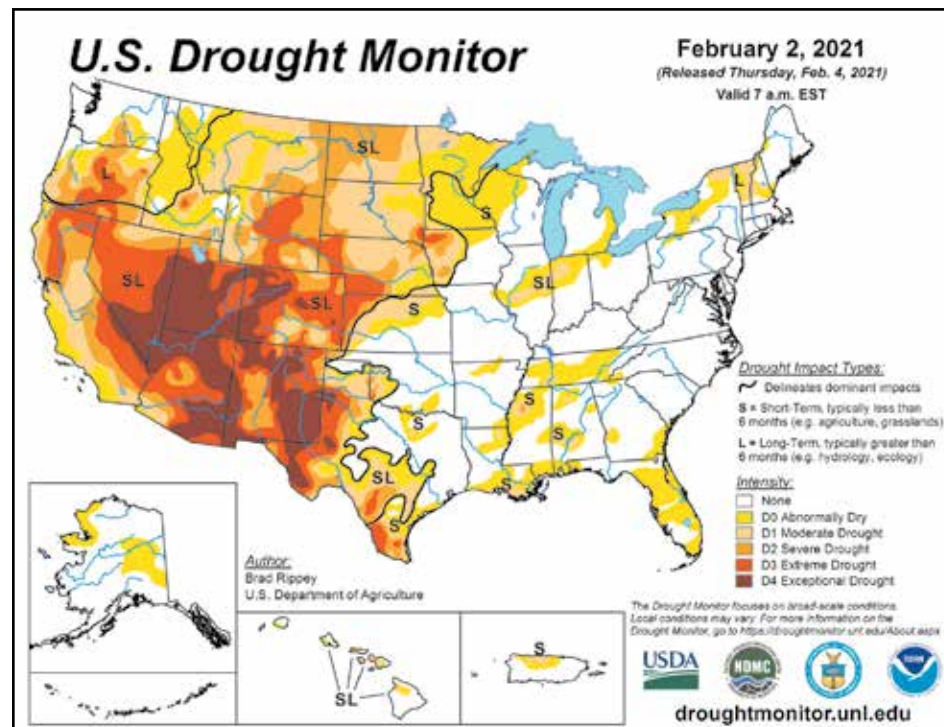 U.S. Drought Monitor
February 2, 2021
(Released Thursday, Feb. 4, 2021)
Valid 7 a.m. EST
SL
L
S
L
SL
SL
SL
S
S
S
S
SL
S
S
Drought Impact Types:
Delineates dominant impacts
S = Short-Term, typically less than
6 months (e.g. agriculture, grasslands)
L = Long-Term, typically greater than
6 months (e.g. hydrology, ecology)
Intensity:
None
D0 Abnormally Dry
D1 Moderate Drought
D2 Severe Drought
D3 Extreme Drought
D4 Exceptional Drought
Author:
Brad Rippey
U.S. Department of Agriculture
The Drought Monitor focuses on broad-scale conditions.
Local conditions may vary. For more information on the
Drought Monitor, go to https://droughtmonitor.unl.edu/About.aspx
SL
S
USDA
NDMC
droughtmonitor.unl.edu